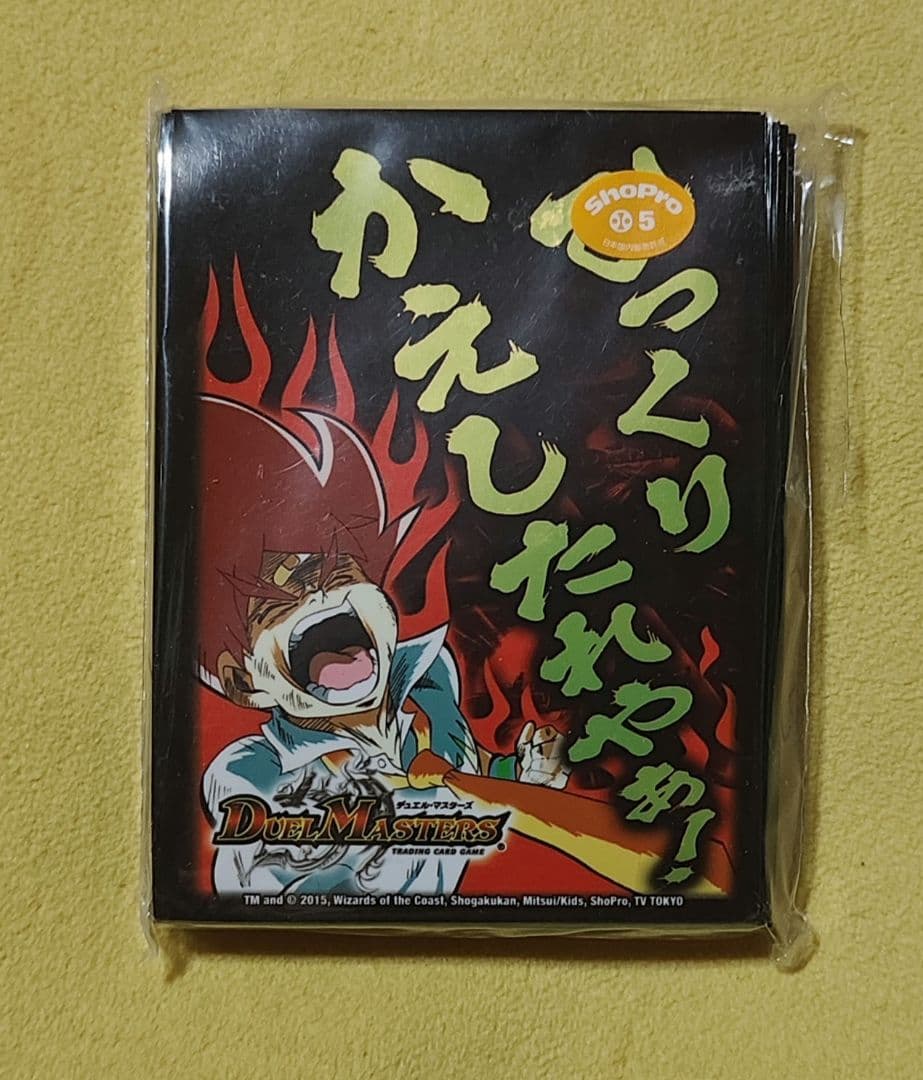 ひっくり
かえしたれやぁ!
ShoPro
5
デュエル・マスターズ
DUEL MASTERS®
TRADING CARD GAME
TM and © 2015, Wizards of the Coast, Shogakukan, Mitsui/Kids, ShoPro, TV TOKYO